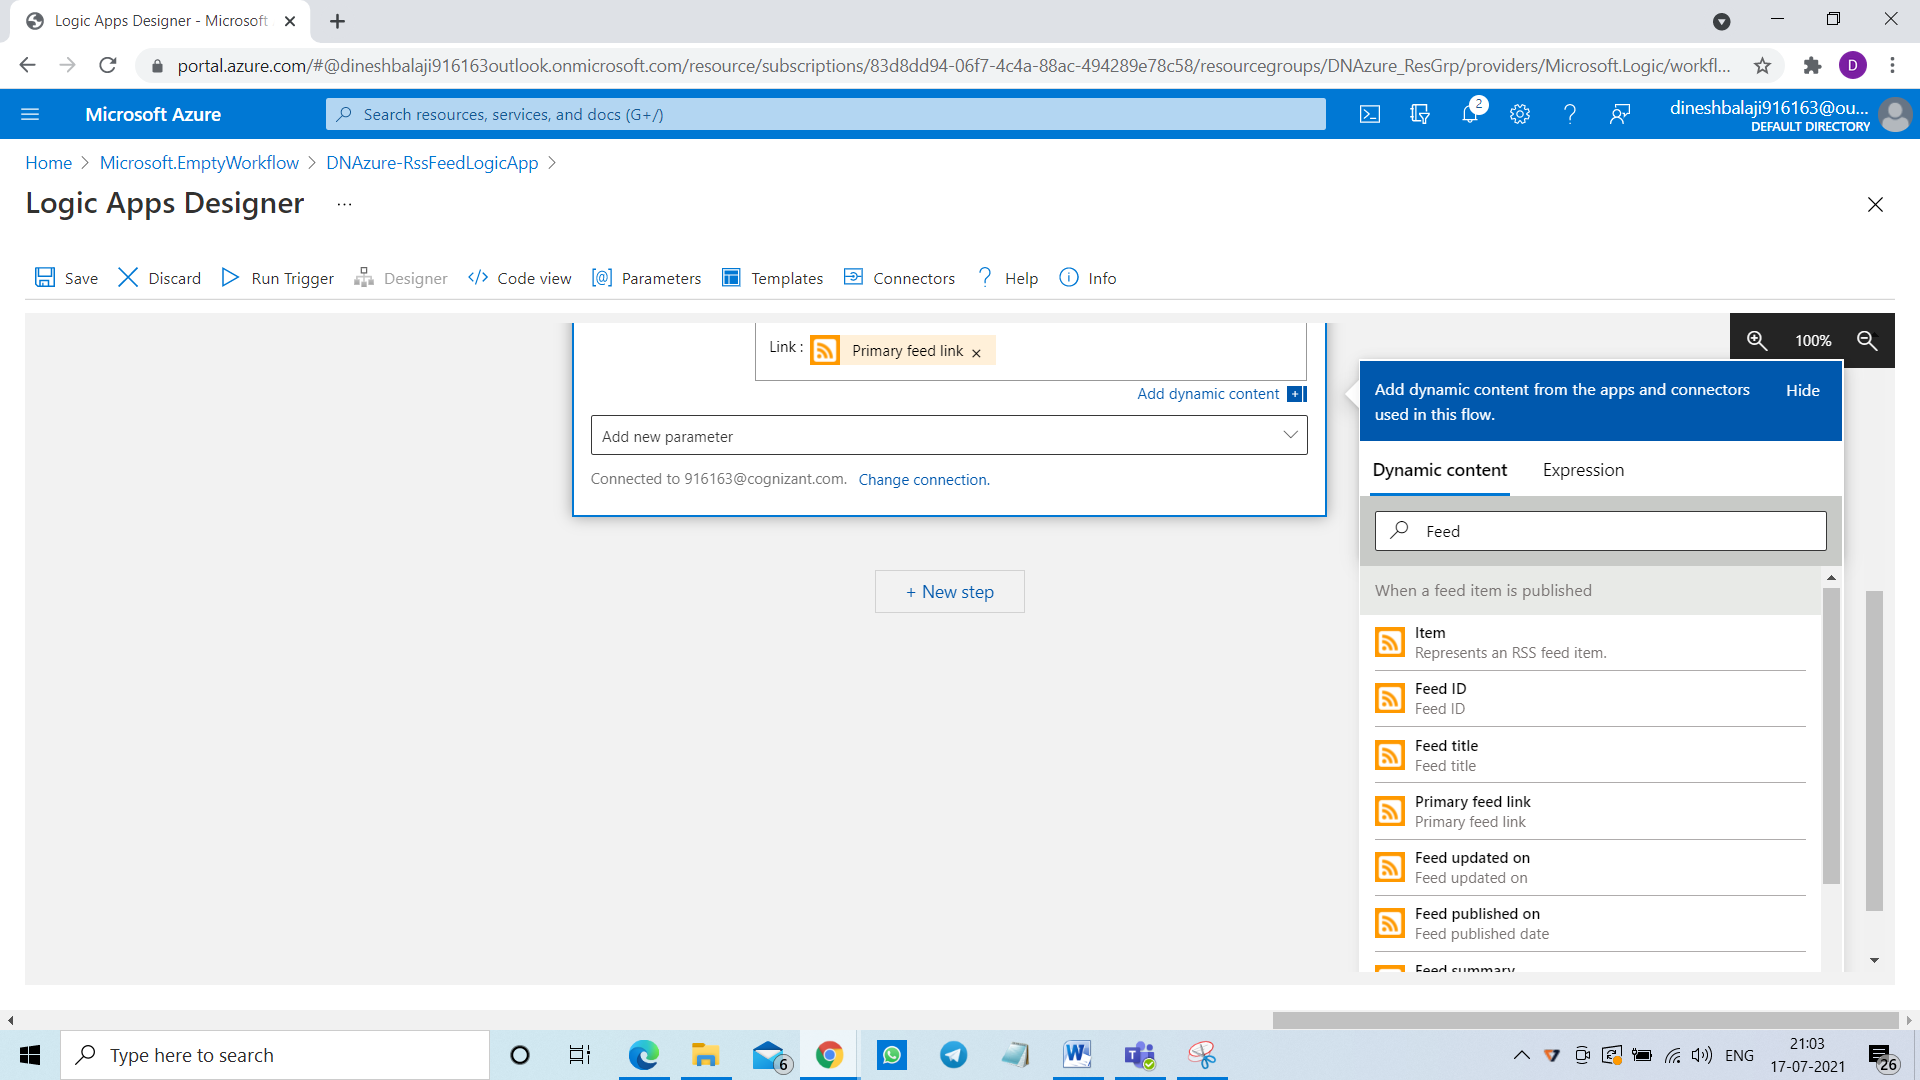 Logic Apps Designer - Microsoft
portal.azure.com/#@dineshbalaji916163outlook.onmicrosoft.com/resource/subscriptions/83d8dd94-06f7-4c4a-88ac-494289e78c58/resourcegroups/DNAzure_ResGrp/providers/Microsoft.Logic/workfl...
D
Microsoft Azure
Search resources, services, and docs (G+/)
2
dineshbalaji916163@ou...
DEFAULT DIRECTORY
Home > Microsoft.EmptyWorkflow > DNAzure-RssFeedLogicApp >
Logic Apps Designer ...
Save Discard Run Trigger Designer Code view Parameters Templates Connectors Help Info
Link : Primary feed link ×
100%
Add dynamic content
Add dynamic content from the apps and connectors
used in this flow.
Hide
Add new parameter
Connected to 916163@cognizant.com. Change connection.
Dynamic content Expression
Feed
+ New step
When a feed item is published
Item
Represents an RSS feed item.
Feed ID
Feed ID
Feed title
Feed title
Primary feed link
Primary feed link
Feed updated on
Feed updated on
Feed published on
Feed published date
Feed summary
Type here to search
6
ENG
21:03
17-07-2021
26